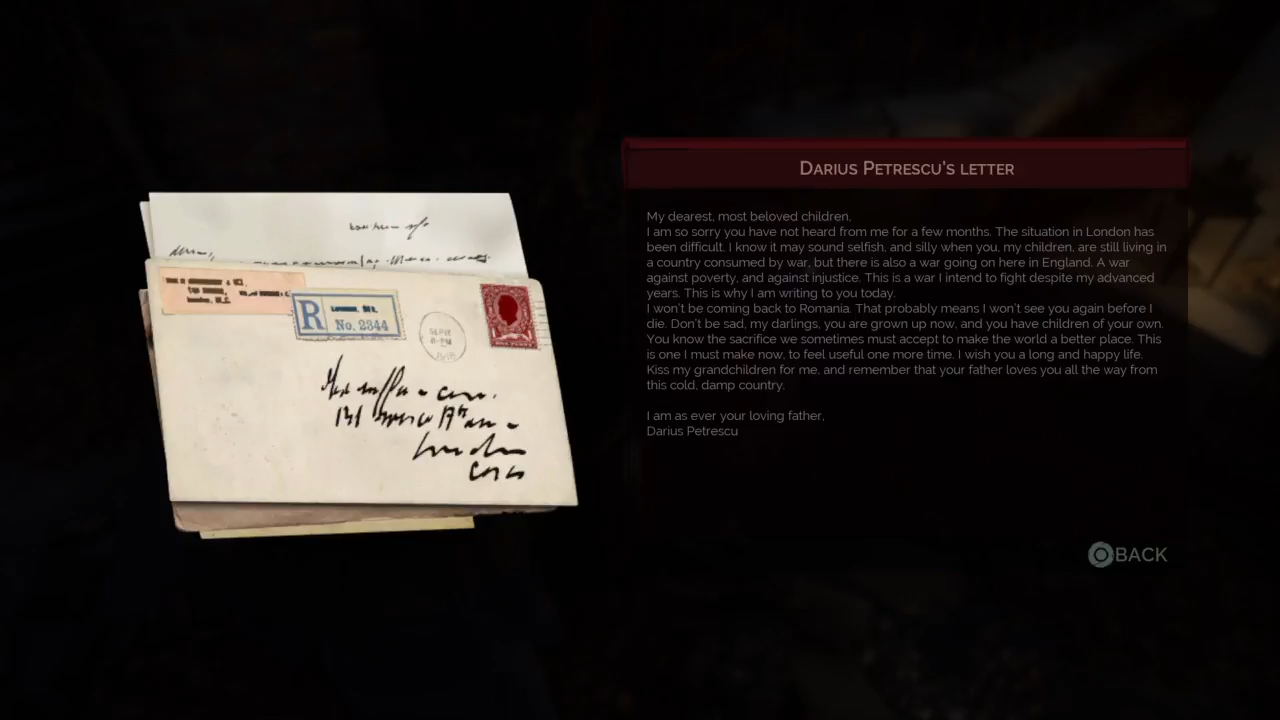 DARIUS PETRESCU'S LETTER
My dearest, most beloved children,
I am so sorry you have not heard from me for a few months. The situation in London has
been difficult. I know it may sound selfish, and silly when you, my children, are still living in
a country consumed by war, but there is also a war going on here in England. A war
against poverty, and against injustice. This is a war I intend to fight despite my advanced
years. This is why I am writing to you today.
I won't be coming back to Romania. That probably means I won't see you again before I
die. Don't be sad, my darlings, you are grown up now, and you have children of your own.
You know the sacrifice we sometimes must accept to make the world a better place. This
is one I must make now, to feel useful one more time. I wish you a long and happy life.
Kiss my grandchildren for me, and remember that your father loves you all the way from
this cold, damp country.
I am as ever your loving father,
Darius Petrescu
R
No. 2344
BACK